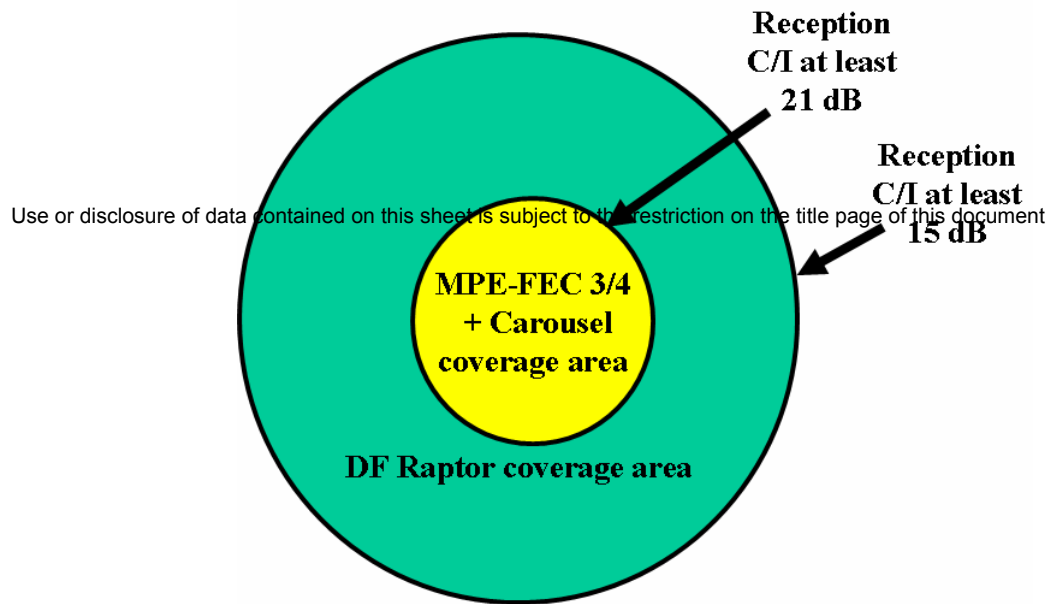 Reception
C/I at least
21 dB
Reception
C/I at least
15 dB
Use or disclosure of data contained on this sheet is subject to the restriction on the title page of this document
MPE-FEC 3/4
+ Carousel
coverage area
DF Raptor coverage area